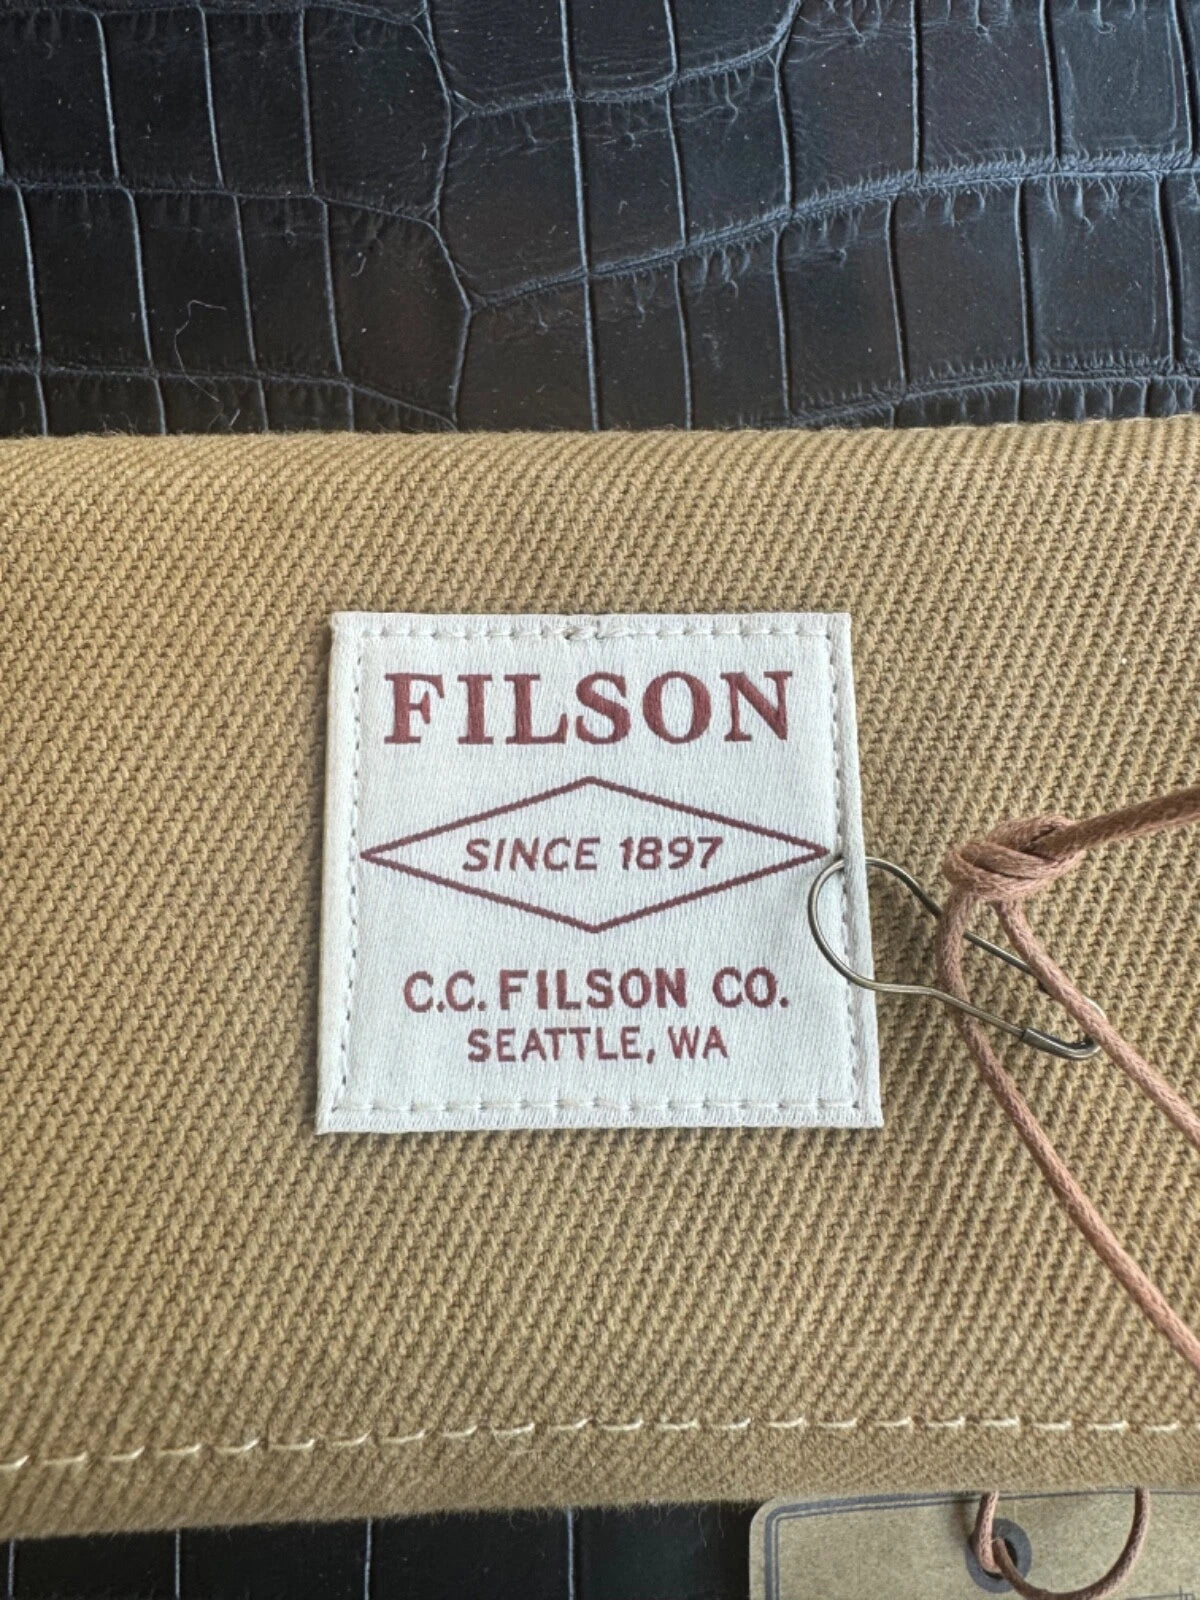 FILSON
SINCE 1897
C.C. FILSON CO.
SEATTLE, WA